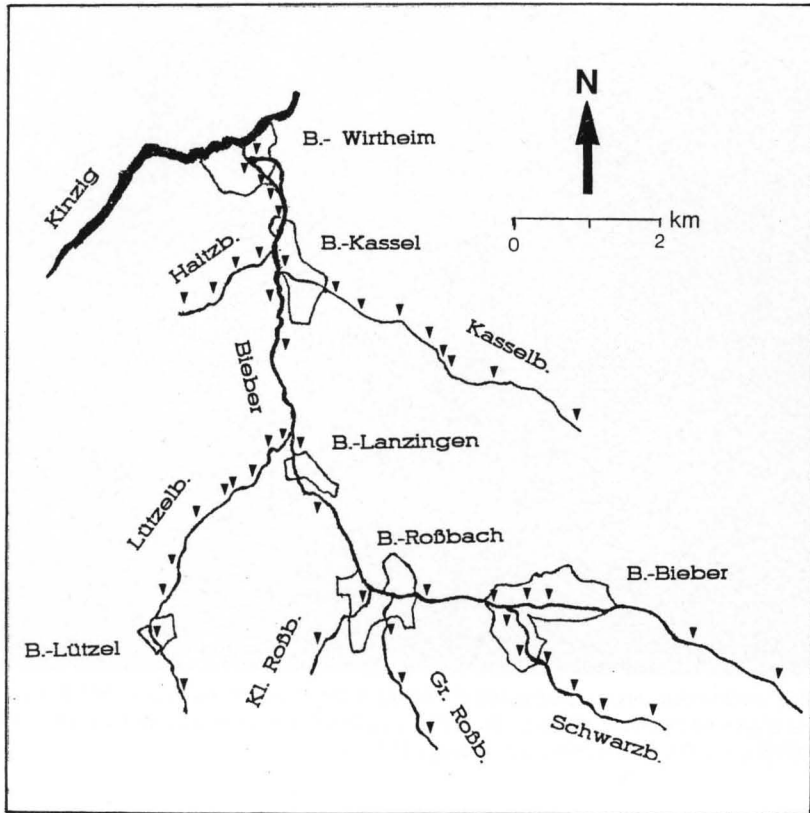 N
B.- Wirtheim
Kinzig
km
0 2
B.-Kassel
Haitzb.
Kasselb.
Bieber
B.-Lanzingen
Lützelb.
B.-Roßbach
B.-Bieber
B.-Lützel
Kl. Roßb.
Gr. Roßb.
Schwarzb.